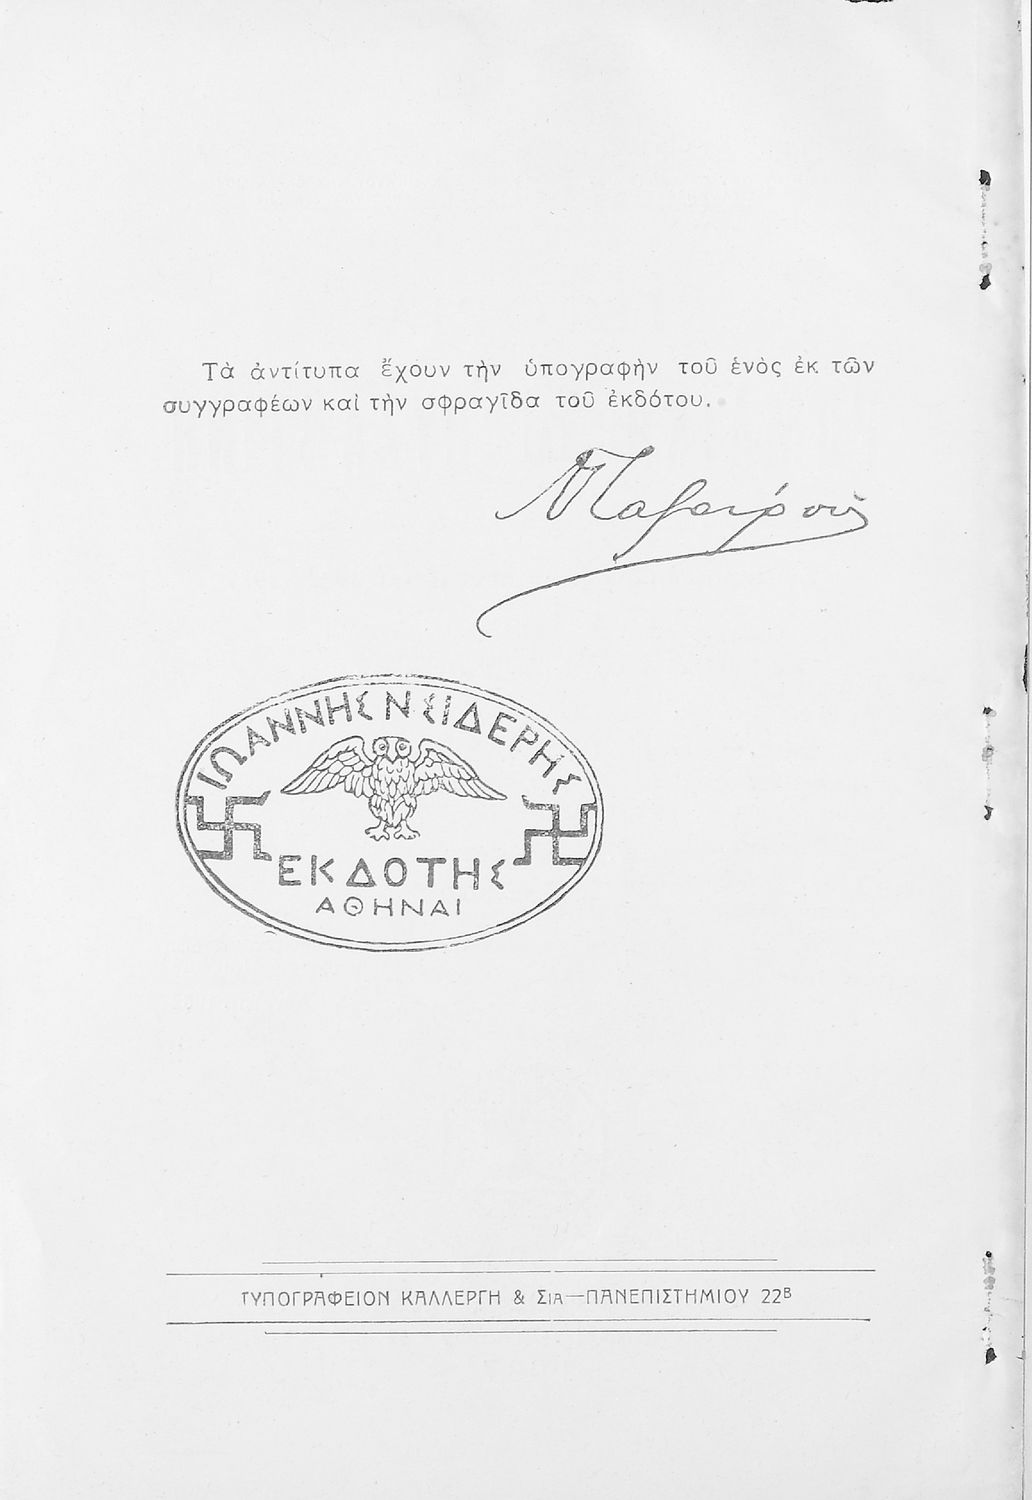 Τὰ ἀντίτυπα ἔχουν τὴν ὑπογραφὴν τοῦ ἑνὸς ἐκ τῶν
συγγραφέων καὶ τὴν σφραγῖδα τοῦ ἐκδότου.
ΙΩΑΝΝΗΣ Ν ΣΙΔΕΡΗΣ
ΕΚΔΟΤΗΣ
ΑΘΗΝΑΙ
ΤΥΠΟΓΡΑΦΕΙΟΝ ΚΑΛΛΕΡΓΗ & ΣΙΑ—ΠΑΝΕΠΙΣΤΗΜΙΟΥ 22Β